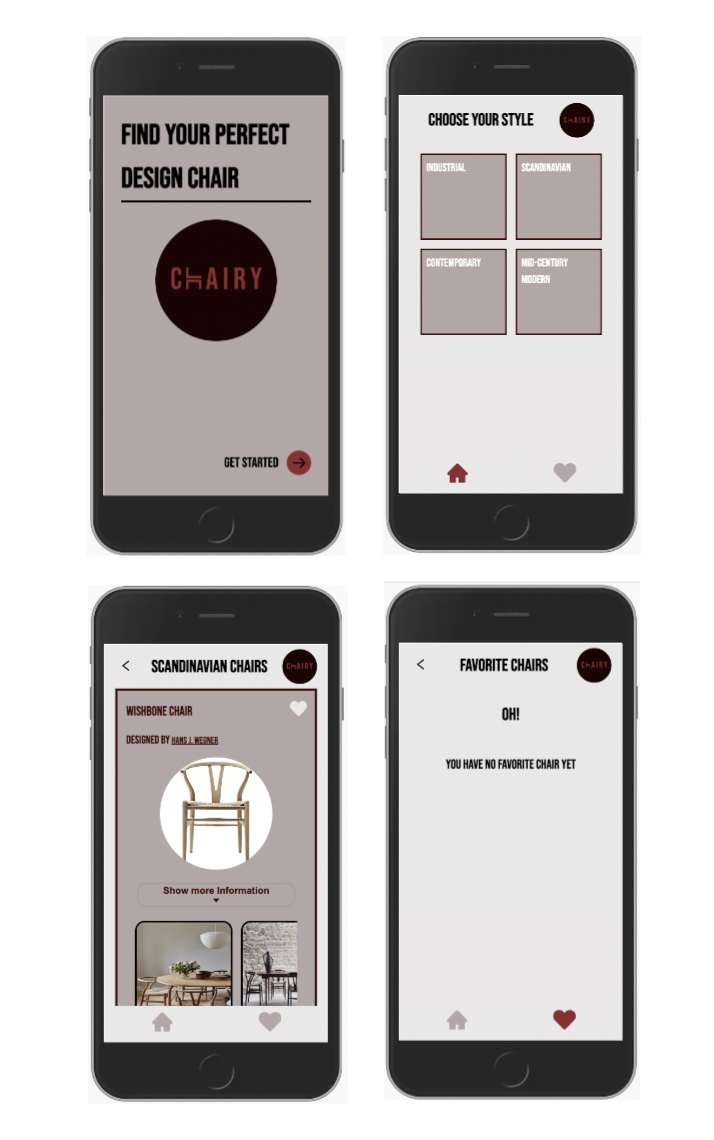 FIND YOUR PERFECT
DESIGN CHAIR
CHAIRY
GET STARTED
CHOOSE YOUR STYLE
CHAIRY
INDUSTRIAL
SCANDINAVIAN
CONTEMPORARY
MID-CENTURY
MODERN
SCANDINAVIAN CHAIRS
CHAIRY
WISHBONE CHAIR
DESIGNED BY HANS J. WEGNER
Show more Information
FAVORITE CHAIRS
CHAIRY
OH!
YOU HAVE NO FAVORITE CHAIR YET